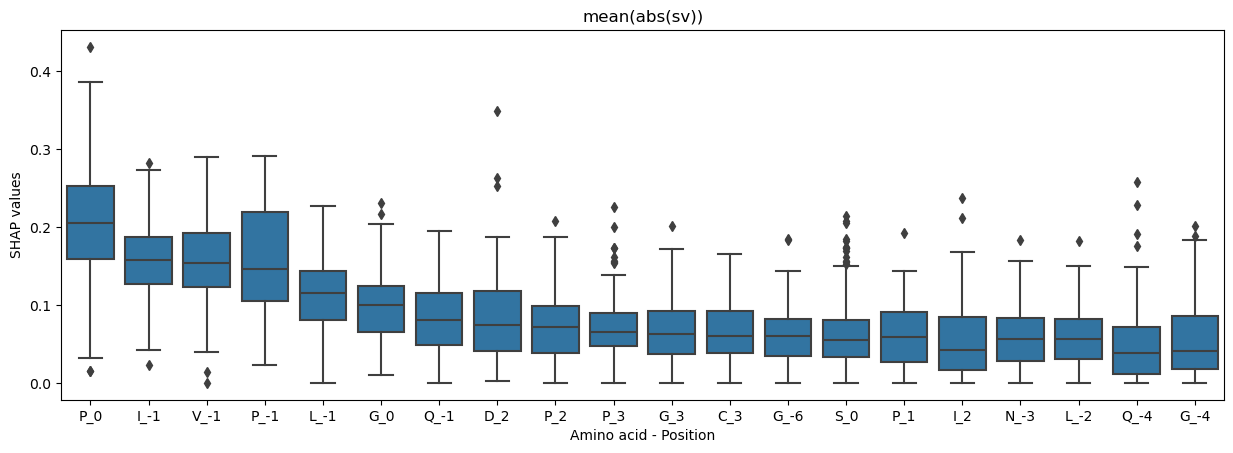 mean(abs(sv))
SHAP values
0.4
0.3
0.2
0.1
0.0
P_0 I_-1 V_-1 P_-1 L_-1 G_0 Q_-1 D_2 P_2 P_3 G_3 C_3 G_-6 S_0 P_1 I_2 N_-3 L_-2 Q_-4 G_-4
Amino acid - Position